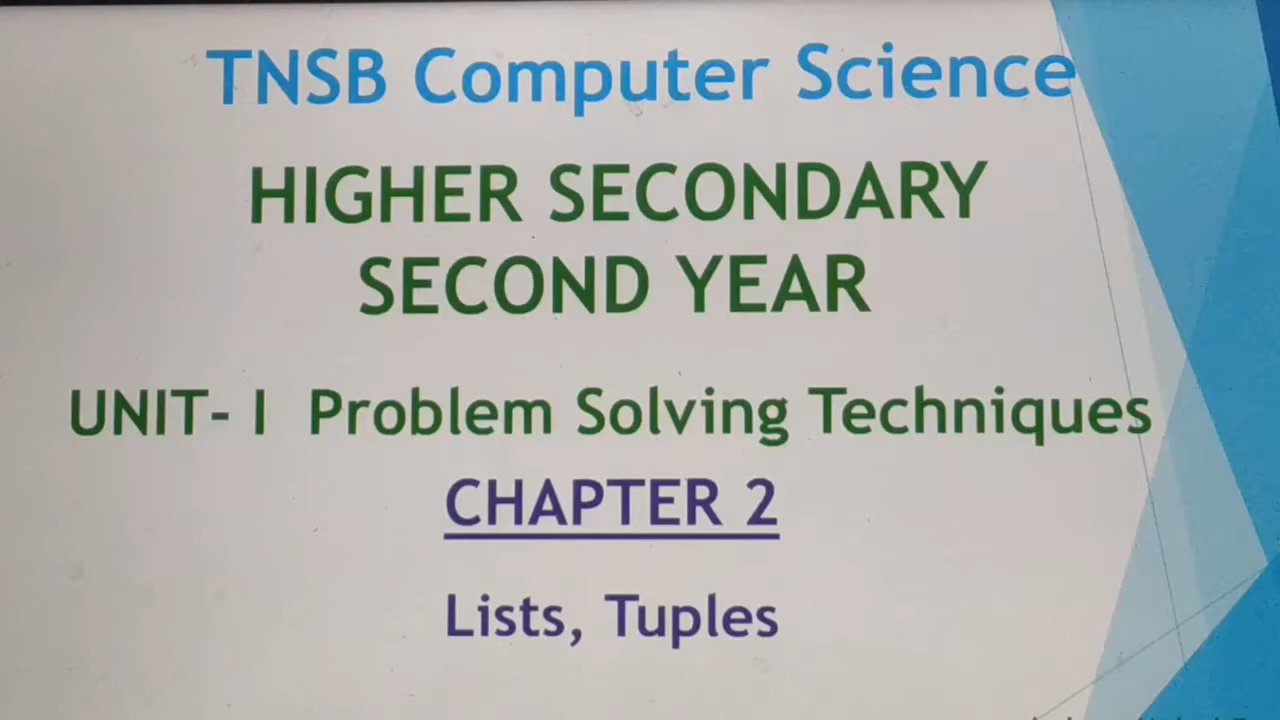 TNSB Computer Science
HIGHER SECONDARY
SECOND YEAR
UNIT- I Problem Solving Techniques
CHAPTER 2
Lists, Tuples